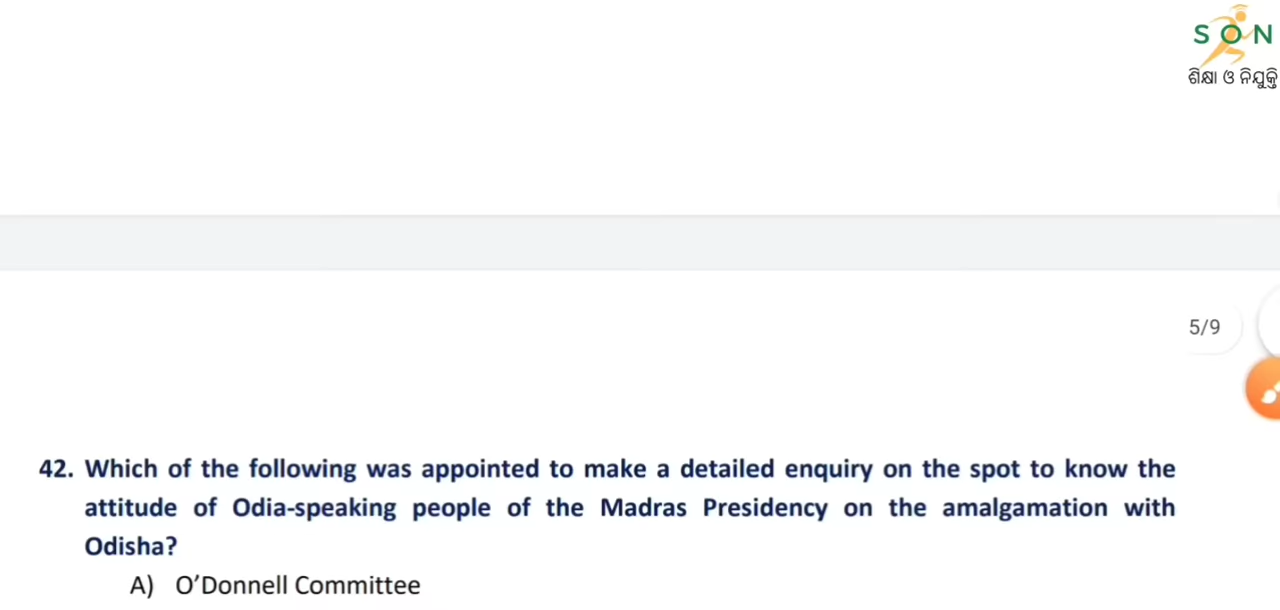 SON
ଶିକ୍ଷା ଓ ନିଯୁକ୍ତି
5/9
42. Which of the following was appointed to make a detailed enquiry on the spot to know the
attitude of Odia-speaking people of the Madras Presidency on the amalgamation with
Odisha?
A) O’Donnell Committee